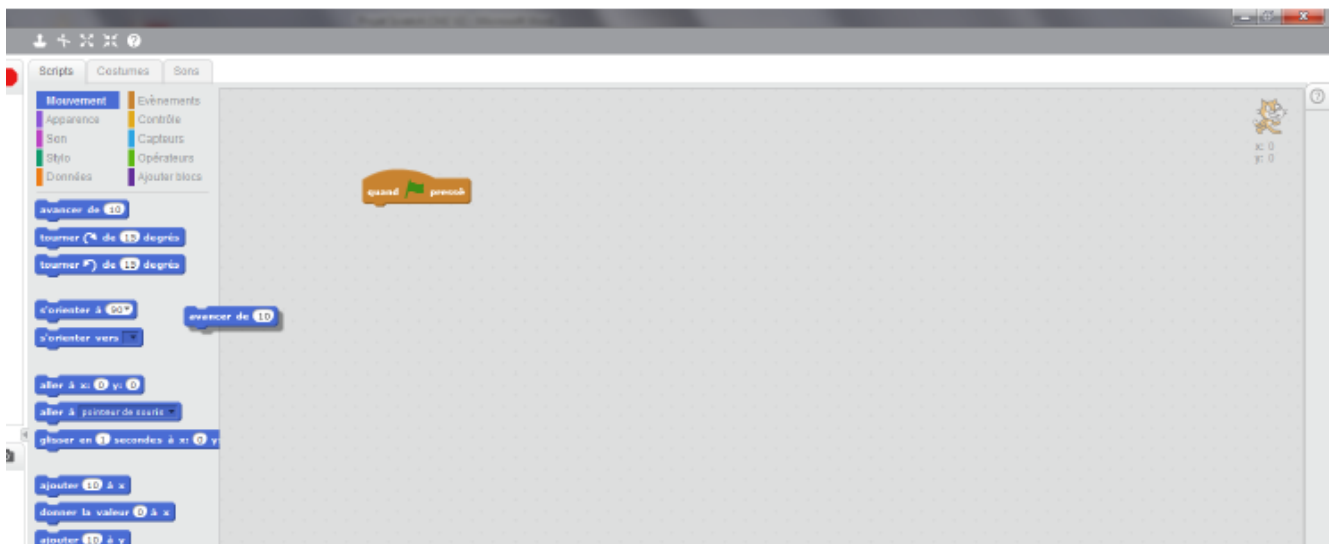 Scripts Costumes Sons
Mouvement Evènements
Apparence Contrôle
Son Capteurs
Stylo Opérateurs
Données Ajouter blocs
x: 0
y: 0
quand pressé
avancer de 10
tourner de 15 degrés
tourner de 15 degrés
s'orienter à 90
avancer de 10
s'orienter vers
aller à x: 0 y: 0
aller à pointeur de souris
glisser en 1 secondes à x: 0 y:
ajouter 10 à x
donner la valeur 0 à x
ajouter 10 à y